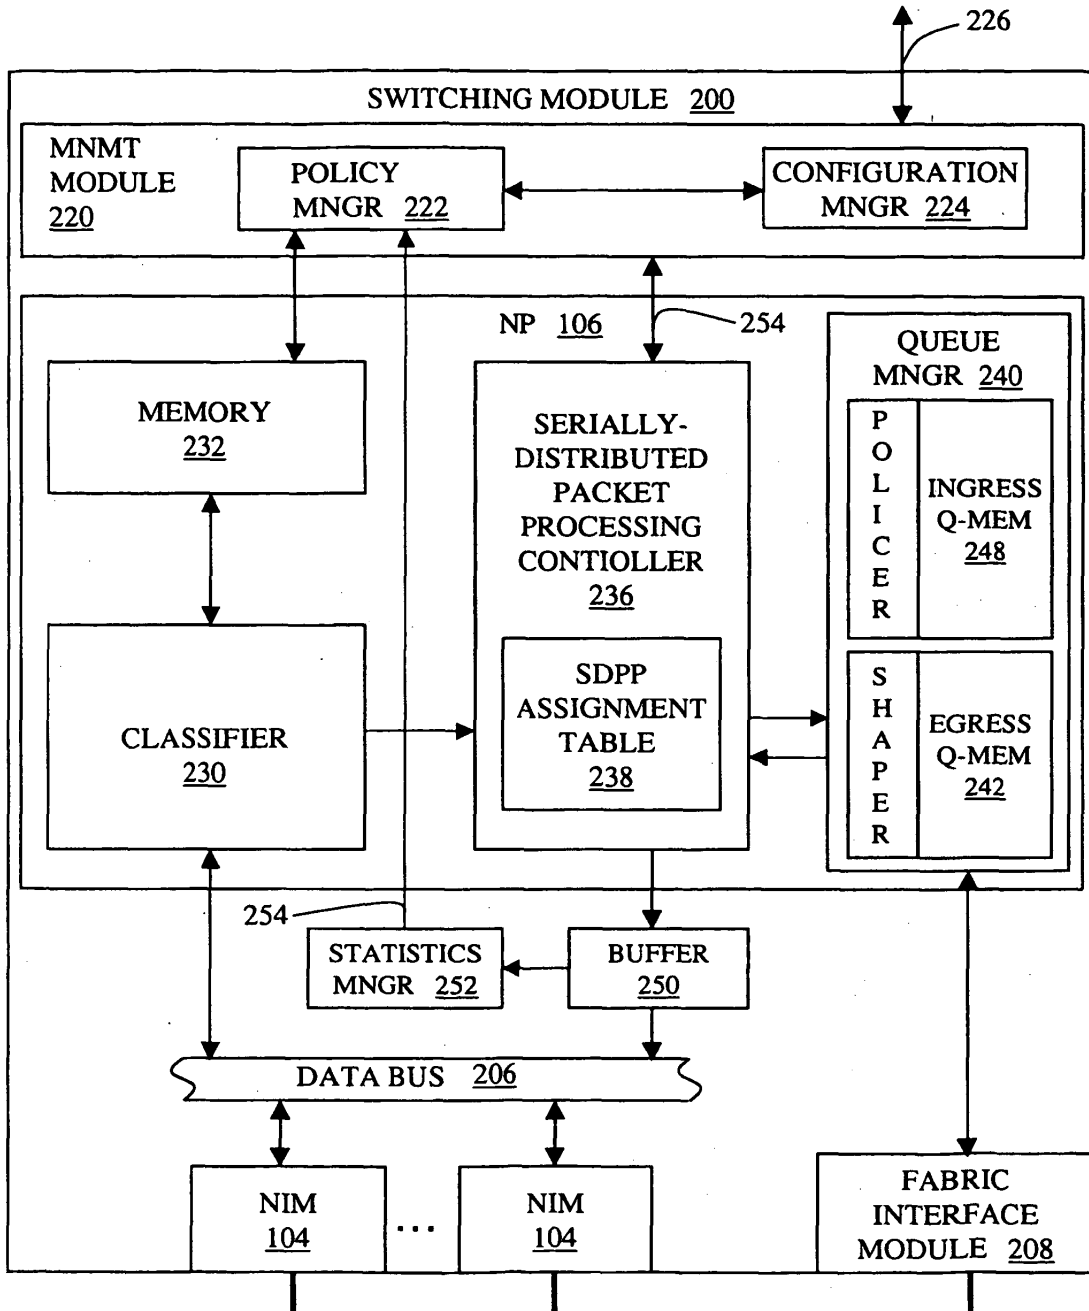 226
SWITCHING MODULE 200
MNMT
MODULE
220
POLICY
MNGR 222
CONFIGURATION
MNGR 224
NP 106
254
QUEUE
MNGR 240
MEMORY
232
SERIALLY-
DISTRIBUTED
PACKET
PROCESSING
CONTIOLLER
236
POLICER
INGRESS
Q-MEM
248
CLASSIFIER
230
SDPP
ASSIGNMENT
TABLE
238
SHAPER
EGRESS
Q-MEM
242
254
STATISTICS
MNGR 252
BUFFER
250
DATA BUS 206
NIM
104
...
NIM
104
FABRIC
INTERFACE
MODULE 208